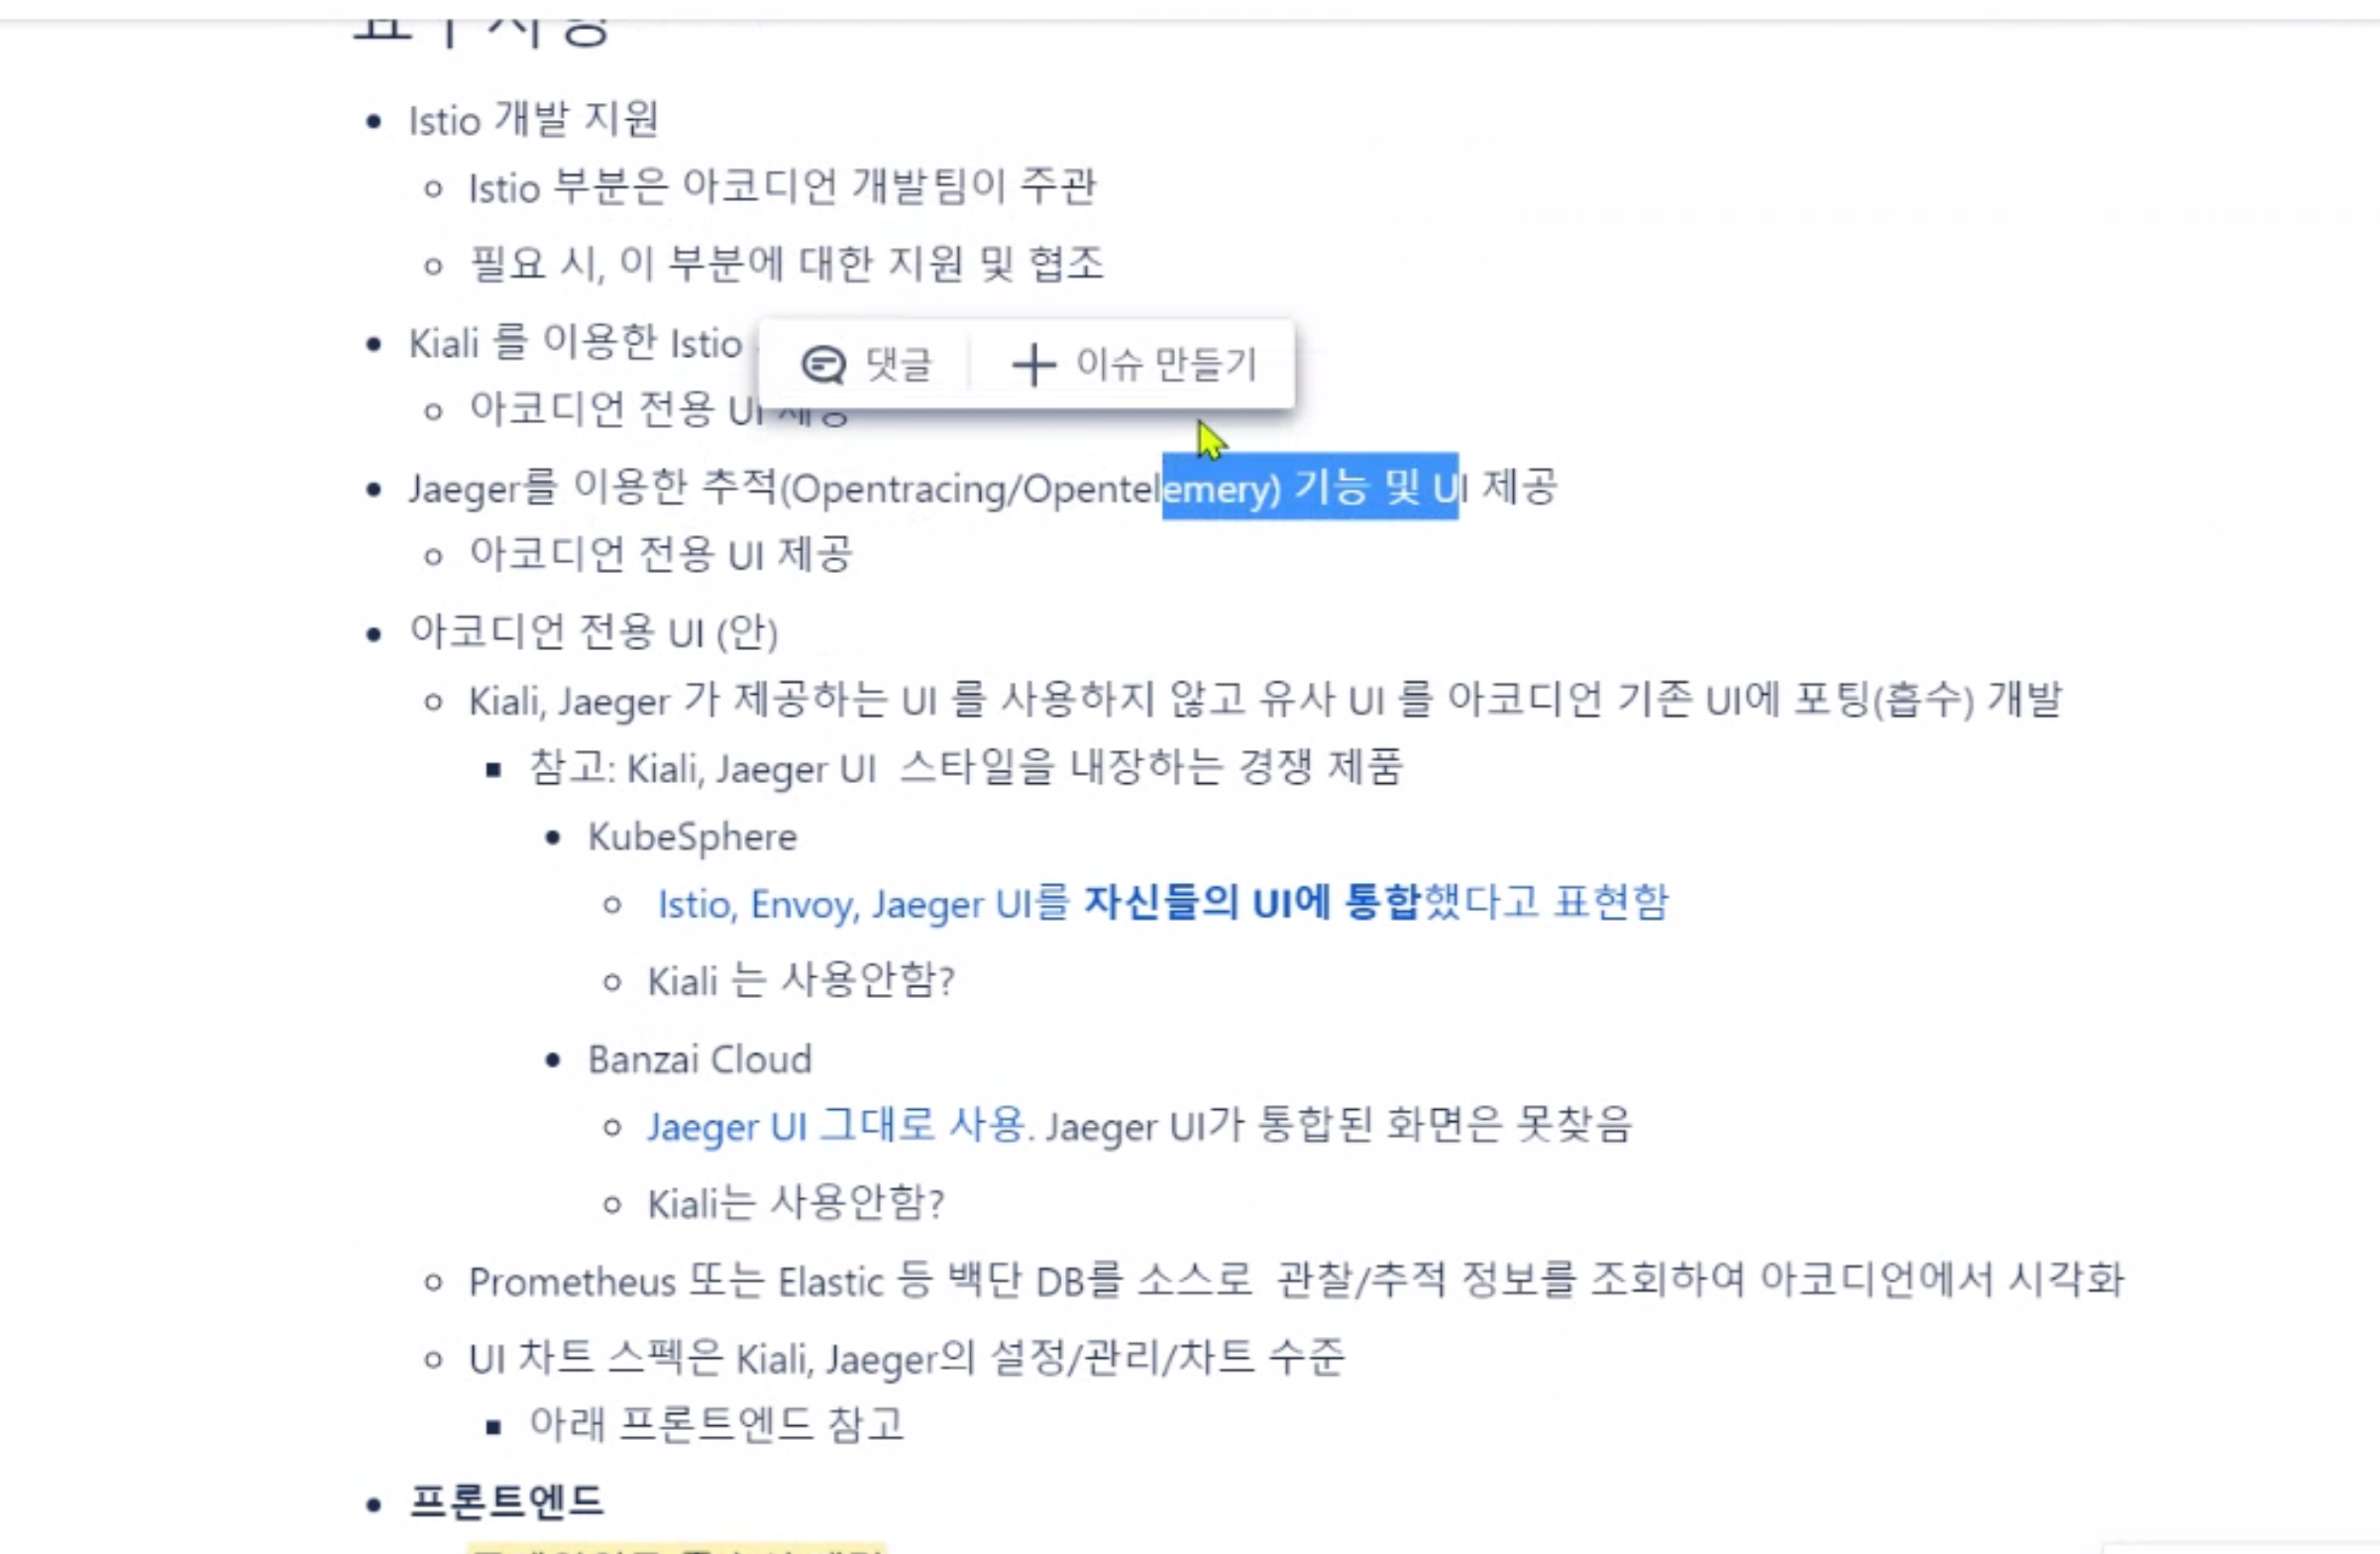 요구사항
Istio 개발 지원
Istio 부분은 아코디언 개발팀이 주관
필요 시, 이 부분에 대한 지원 및 협조
Kiali 를 이용한 Istio
댓글
이슈 만들기
아코디언 전용 UI 제공
Jaeger를 이용한 추적(Opentracing/Opentelemery) 기능 및 UI 제공
아코디언 전용 UI 제공
아코디언 전용 UI (안)
Kiali, Jaeger 가 제공하는 UI 를 사용하지 않고 유사 UI 를 아코디언 기존 UI에 포팅(흡수) 개발
참고: Kiali, Jaeger UI 스타일을 내장하는 경쟁 제품
KubeSphere
Istio, Envoy, Jaeger UI를 자신들의 UI에 통합했다고 표현함
Kiali 는 사용안함?
Banzai Cloud
Jaeger UI 그대로 사용. Jaeger UI가 통합된 화면은 못찾음
Kiali는 사용안함?
Prometheus 또는 Elastic 등 백단 DB를 소스로 관찰/추적 정보를 조회하여 아코디언에서 시각화
UI 차트 스펙은 Kiali, Jaeger의 설정/관리/차트 수준
아래 프론트엔드 참고
프론트엔드